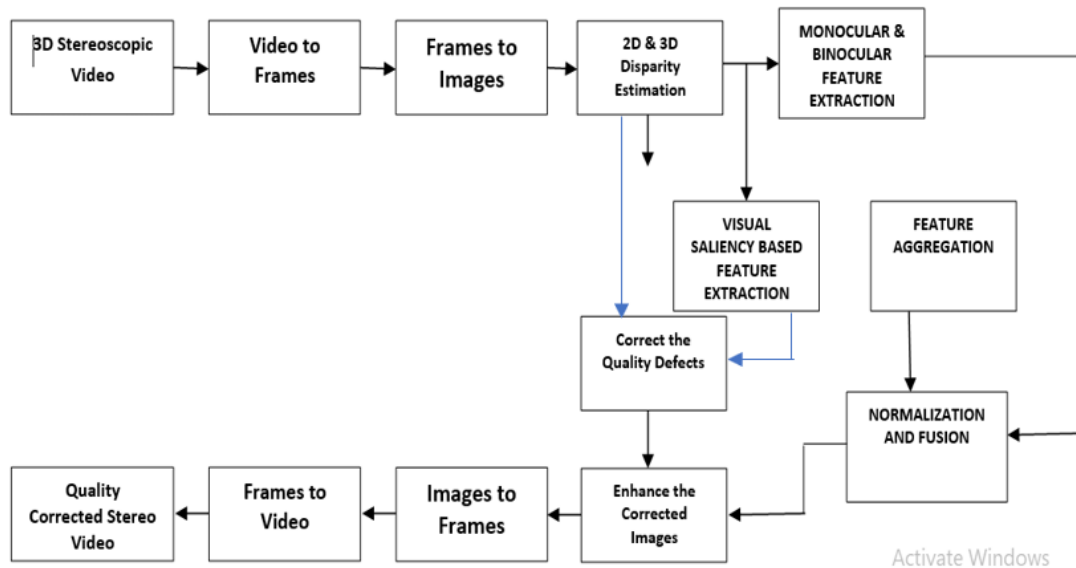 3D Stereoscopic
Video
Video to
Frames
Frames to
Images
2D & 3D
Disparity
Estimation
MONOCULAR &
BINOCULAR
FEATURE
EXTRACTION
VISUAL
SALIENCY BASED
FEATURE
EXTRACTION
FEATURE
AGGREGATION
Correct the
Quality Defects
NORMALIZATION
AND FUSION
Quality
Corrected Stereo
Video
Frames to
Video
Images to
Frames
Enhance the
Corrected
Images
Activate Windows